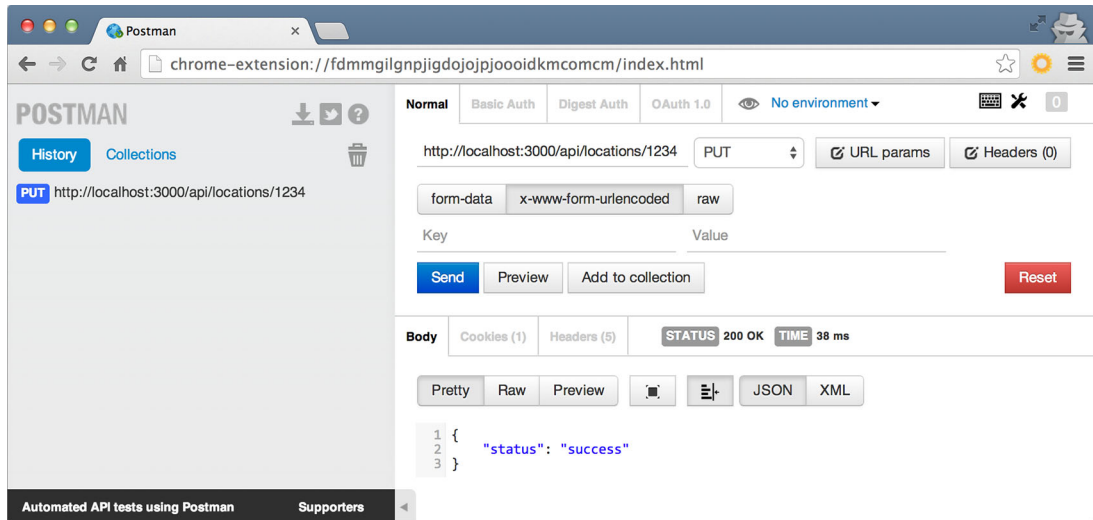 Postman
chrome-extension://fdmmgilgnpjigdojojpjoooidkmcomcm/index.html
POSTMAN
History Collections
PUT http://localhost:3000/api/locations/1234
Normal Basic Auth Digest Auth OAuth 1.0 No environment 0
http://localhost:3000/api/locations/1234 PUT URL params Headers (0)
form-data x-www-form-urlencoded raw
Key Value
Send Preview Add to collection Reset
Body Cookies (1) Headers (5) STATUS 200 OK TIME 38 ms
Pretty Raw Preview JSON XML
1 {
2 "status": "success"
3 }
Automated API tests using Postman Supporters